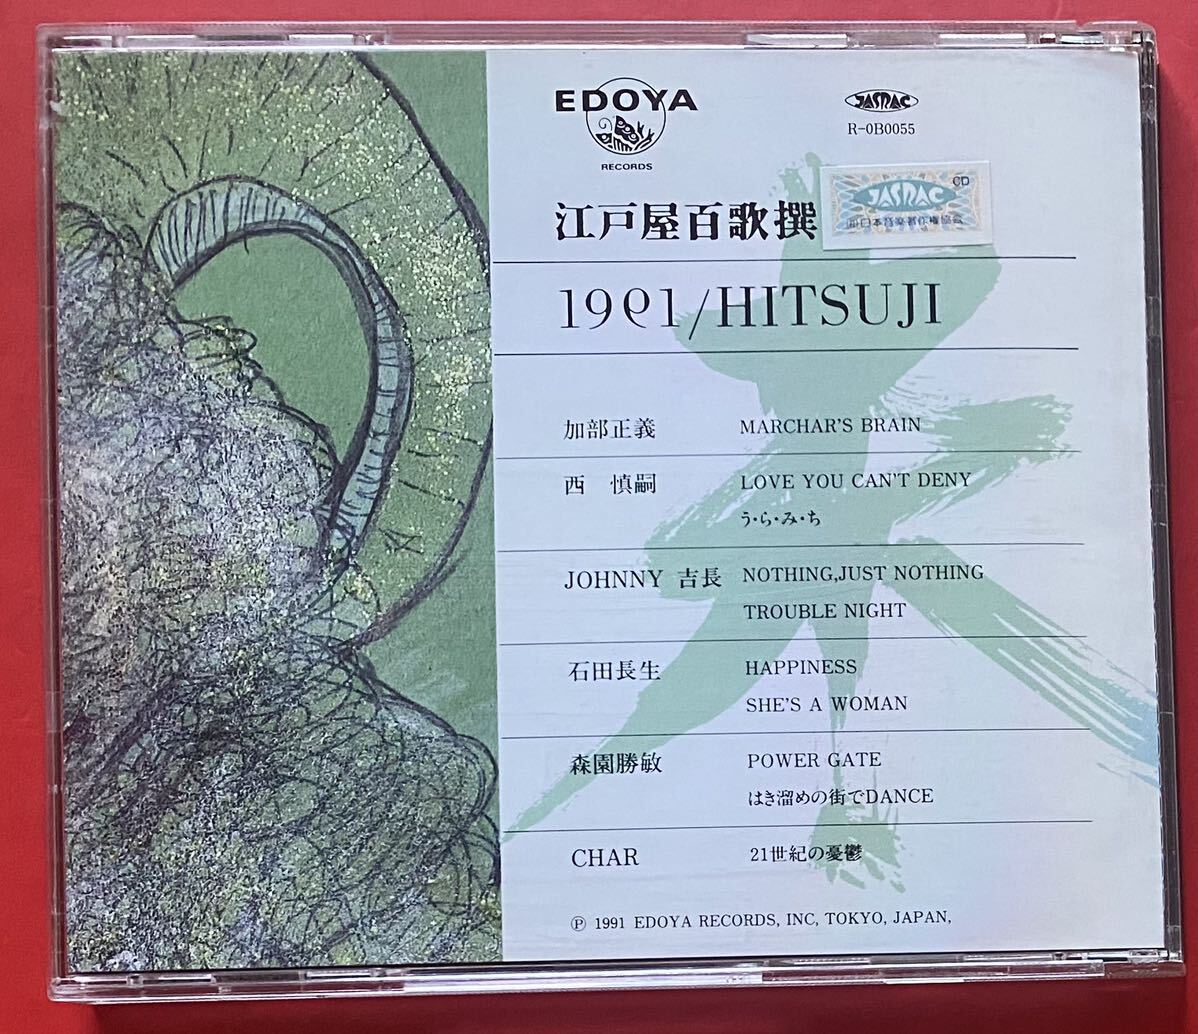 EDOYA
RECORDS
JASRAC
R-0B0055
JASRAC CD
江戸屋百歌撰
1991/HITSUJI
加部正義 MARCHAR'S BRAIN
西 慎嗣 LOVE YOU CAN'T DENY
う・ら・み・ち
JOHNNY 吉長 NOTHING,JUST NOTHING
TROUBLE NIGHT
石田長生 HAPPINESS
SHE'S A WOMAN
森園勝敏 POWER GATE
はき溜めの街でDANCE
CHAR 21世紀の憂鬱
Ⓟ 1991 EDOYA RECORDS, INC, TOKYO, JAPAN,